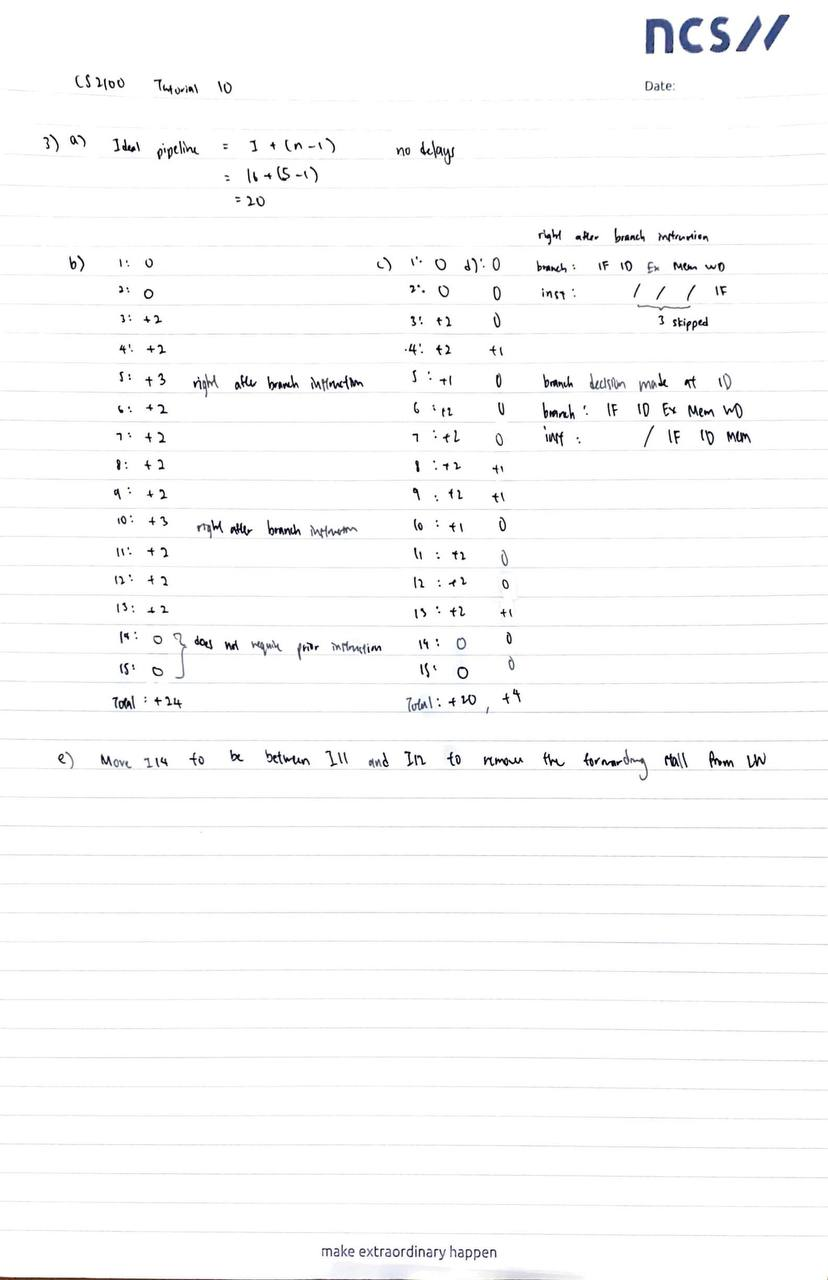 ncs//
CS2100 Tutorial 10
Date:
3) a) Ideal pipeline = I + (n-1) no delays
= 16 + (5-1)
= 20
right after branch instruction
b) 1: 0 c) 1: 0 d): 0 branch: IF ID Ex Mem WB
2: 0 2: 0 0 inst: / / / IF
3: +2 3: +2 0 3 skipped
4: +2 4: +2 +1
5: +3 right after branch instruction 5: +1 0 branch decision made at ID
6: +2 6: +2 0 branch: IF ID Ex Mem WB
7: +2 7: +2 0 inst: / IF ID Mem
8: +2 8: +2 +1
9: +2 9: +2 +1
10: +3 right after branch instruction 10: +1 0
11: +2 11: +2 0
12: +2 12: +2 0
13: +2 13: +2 +1
14: 0 } does not require prior instruction 14: 0 0
15: 0 15: 0 0
Total: +24 Total: +20, +4
e) Move I14 to be between I11 and I12 to remove the forwarding stall from LW
make extraordinary happen